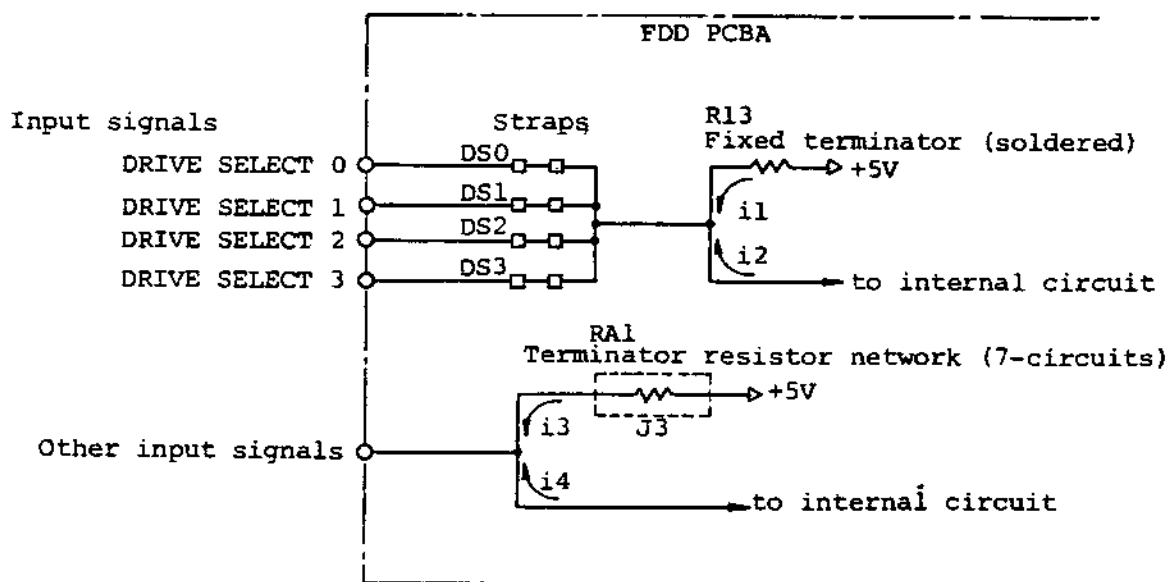 FDD PCBA
Input signals
Straps
R13
Fixed terminator (soldered)
DRIVE SELECT 0
DS0
+5V
DRIVE SELECT 1
DS1
i1
DRIVE SELECT 2
DS2
i2
DRIVE SELECT 3
DS3
to internal circuit
RA1
Terminator resistor network (7-circuits)
+5V
i3
J3
Other input signals
i4
to internal circuit